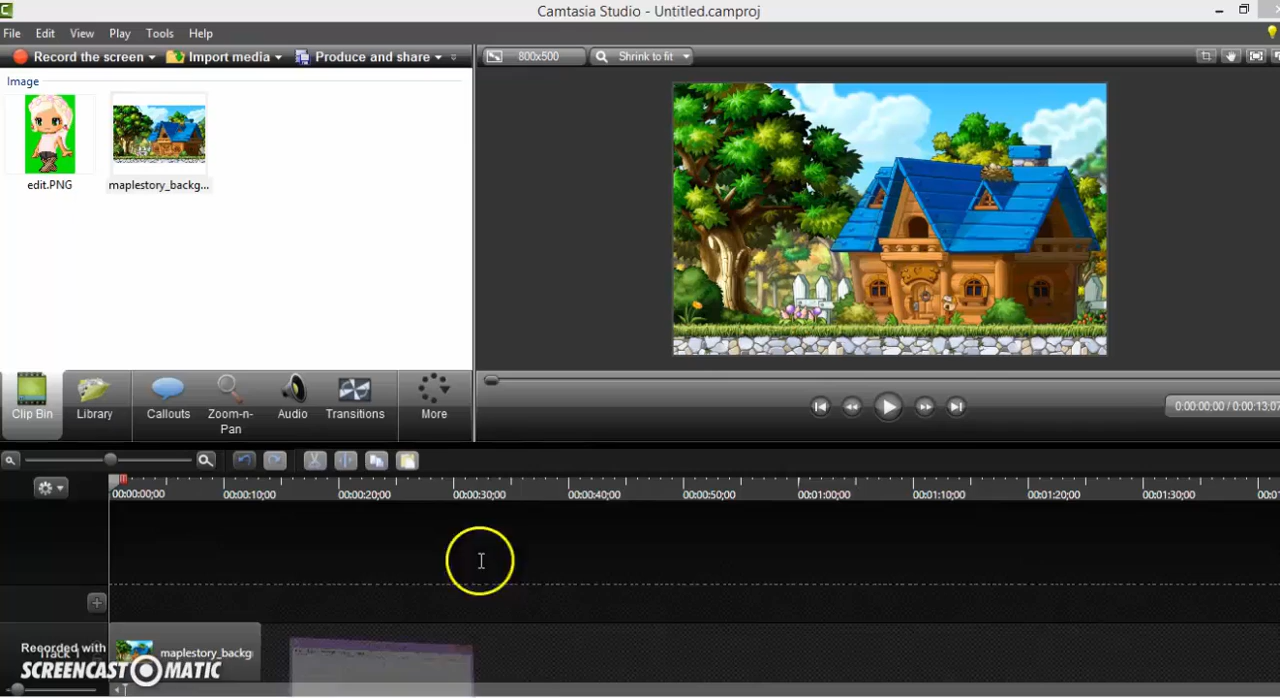 Camtasia Studio - Untitled.camproj
File Edit View Play Tools Help
Record the screen Import media Produce and share
800x500 Shrink to fit
Image
edit.PNG maplestory_backg...
Clip Bin Library Callouts Zoom-n-Pan Audio Transitions More
0:00:00;00 / 0:00:13;07
00:00:00;00 00:00:10;00 00:00:20;00 00:00:30;00 00:00:40;00 00:00:50;00 00:01:00;00 00:01:10;00 00:01:20;00 00:01:30;00
Track 1 maplestory_backg
Recorded with
SCREENCAST-O-MATIC